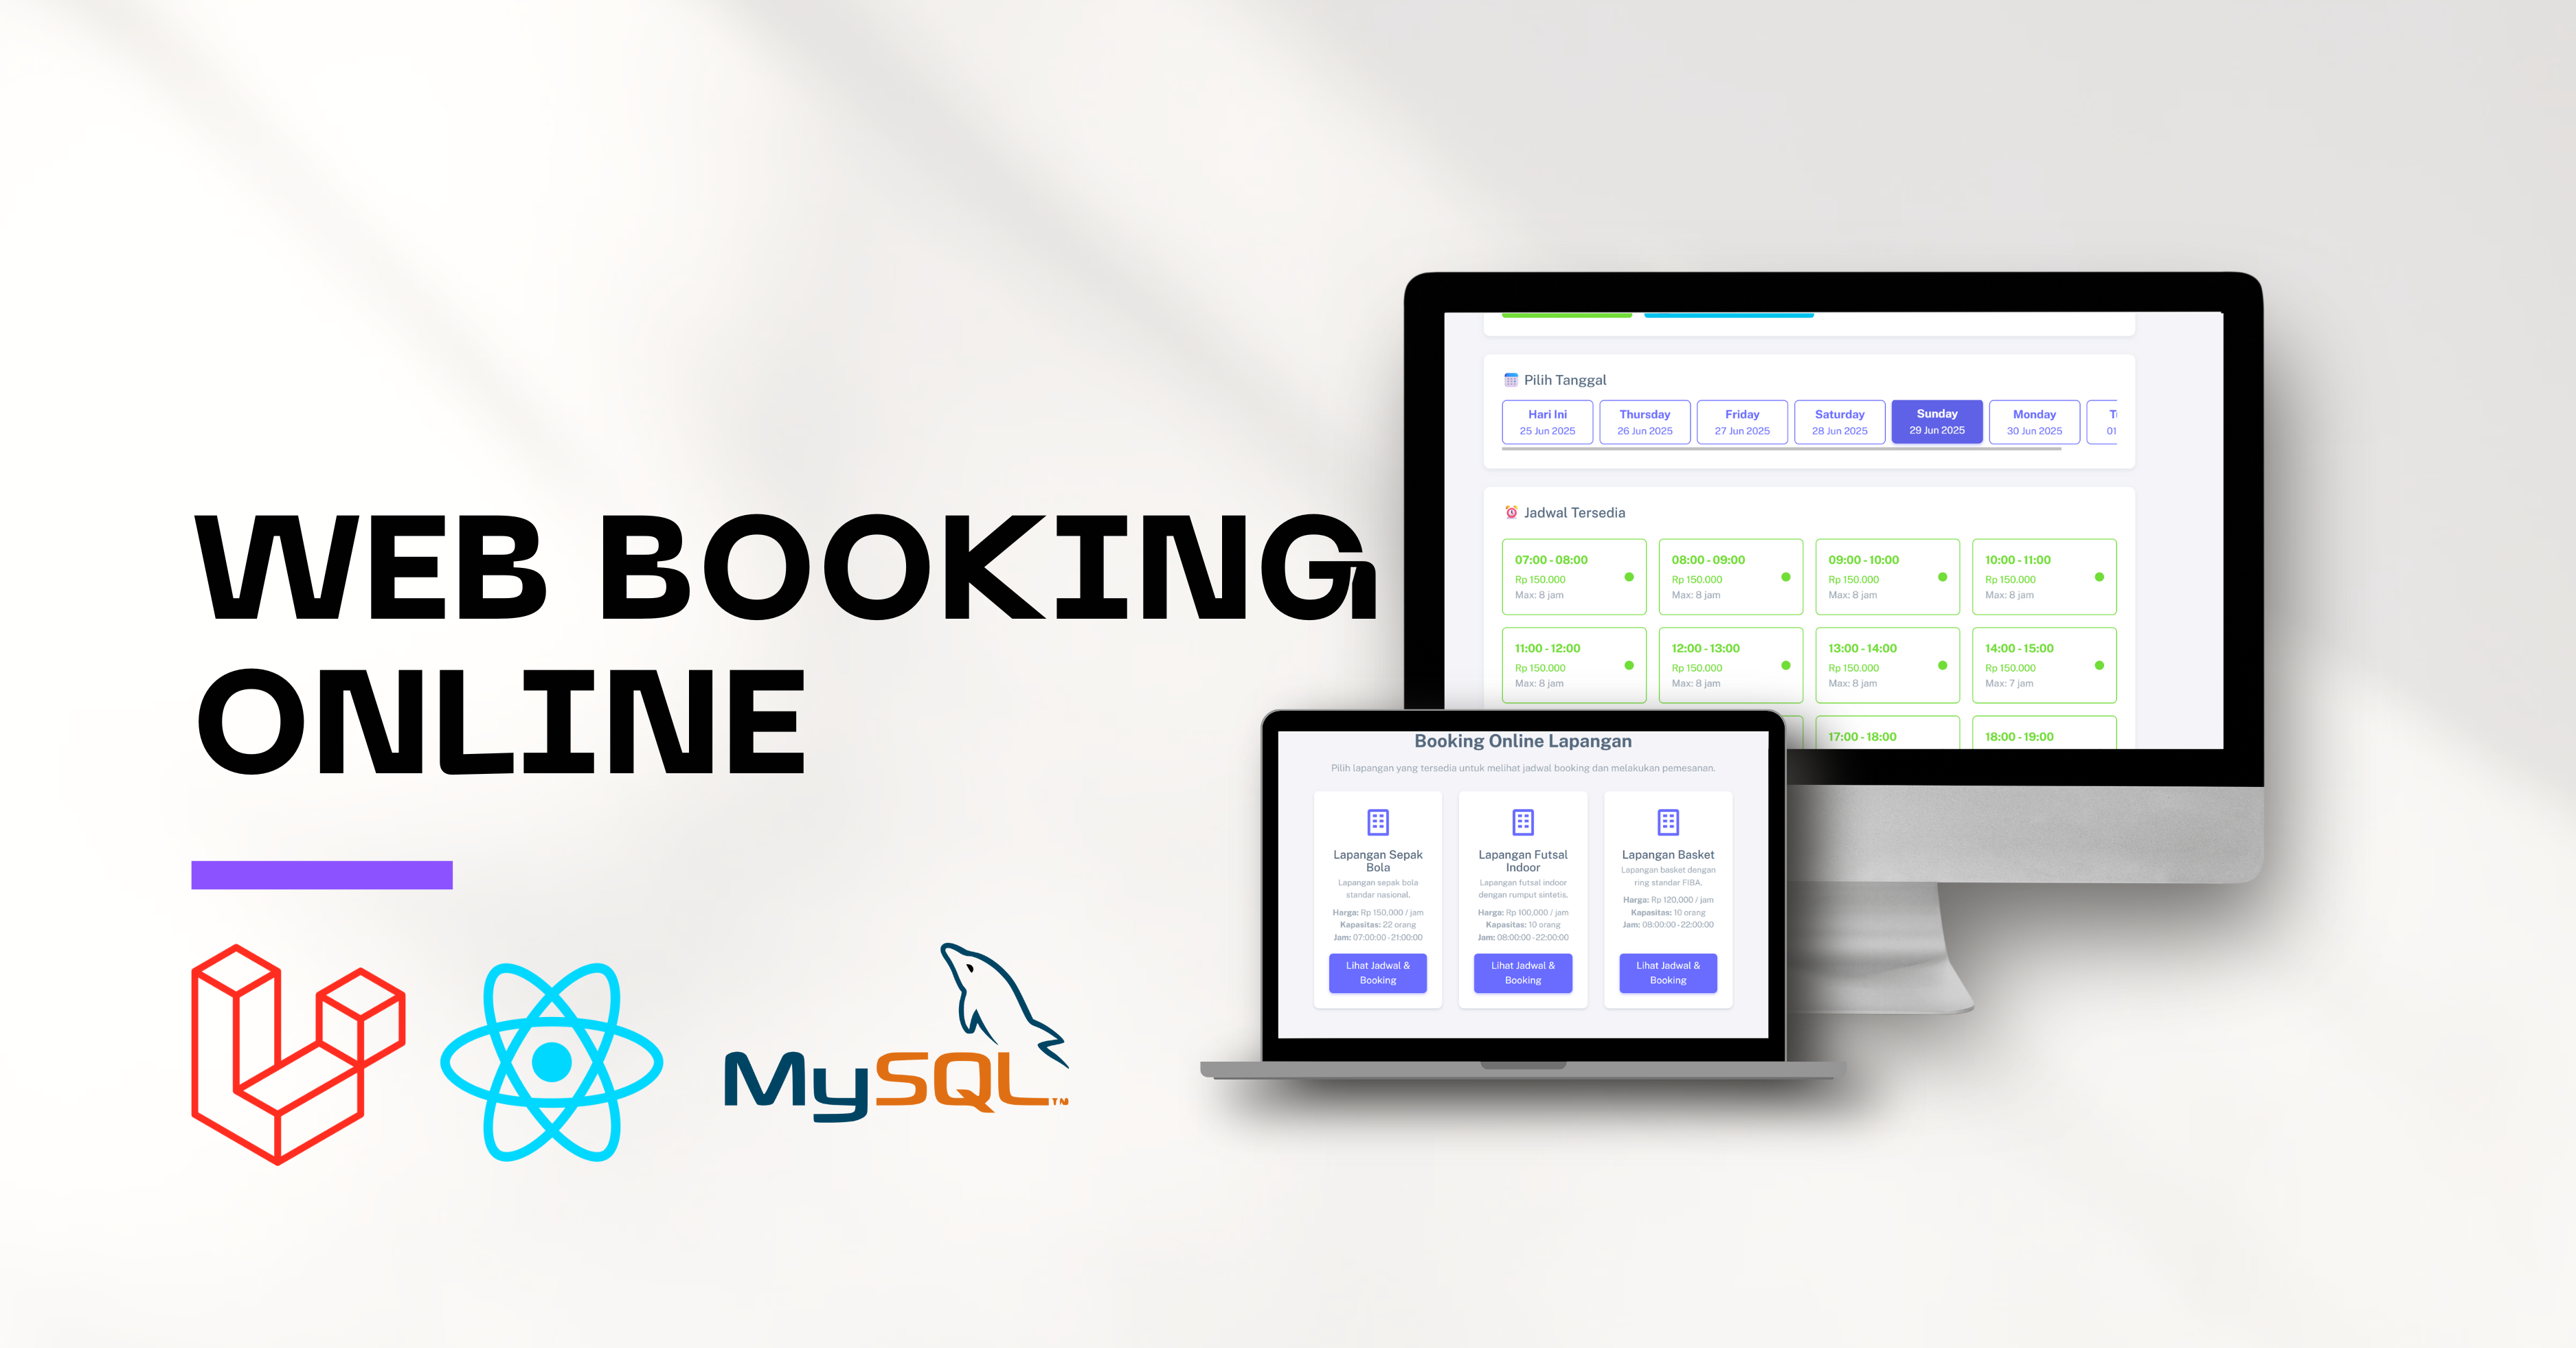 WEB BOOKING
ONLINE
MySQL
TM
Pilih Tanggal
Hari Ini
25 Jun 2025
Thursday
26 Jun 2025
Friday
27 Jun 2025
Saturday
28 Jun 2025
Sunday
29 Jun 2025
Monday
30 Jun 2025
01
Jadwal Tersedia
07:00 - 08:00
Rp 150.000
Max: 8 jam
08:00 - 09:00
Rp 150.000
Max: 8 jam
09:00 - 10:00
Rp 150.000
Max: 8 jam
10:00 - 11:00
Rp 150.000
Max: 8 jam
11:00 - 12:00
Rp 150.000
Max: 8 jam
12:00 - 13:00
Rp 150.000
Max: 8 jam
13:00 - 14:00
Rp 150.000
Max: 8 jam
14:00 - 15:00
Rp 150.000
Max: 7 jam
17:00 - 18:00
18:00 - 19:00
Booking Online Lapangan
Pilih lapangan yang tersedia untuk melihat jadwal booking dan melakukan pemesanan.
Lapangan Sepak
Bola
Lapangan sepak bola
standar nasional.
Harga: Rp 150,000 / jam
Kapasitas: 22 orang
Jam: 07:00:00 - 21:00:00
Lihat Jadwal &
Booking
Lapangan Futsal
Indoor
Lapangan futsal indoor
dengan rumput sintetis.
Harga: Rp 100,000 / jam
Kapasitas: 10 orang
Jam: 08:00:00 - 22:00:00
Lihat Jadwal &
Booking
Lapangan Basket
Lapangan basket dengan
ring standar FIBA.
Harga: Rp 120,000 / jam
Kapasitas: 10 orang
Jam: 08:00:00 - 22:00:00
Lihat Jadwal &
Booking